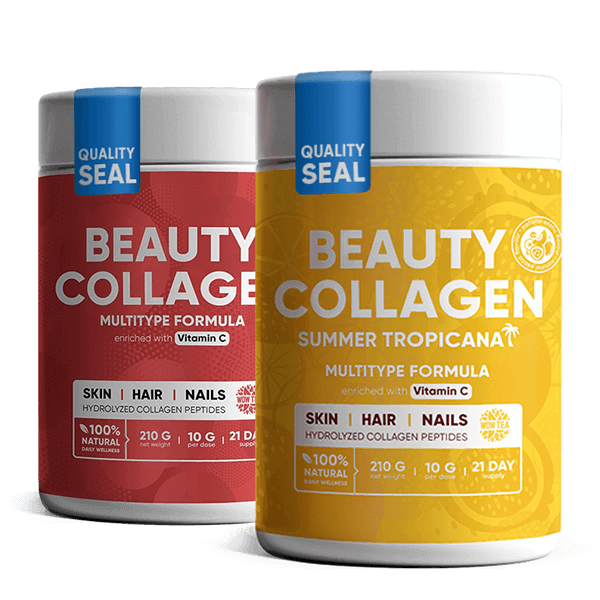 QUALITY
SEAL
BEAUTY
COLLAGE
MULTITYPE FORMULA
enriched with Vitamin C
SKIN | HAIR | NAILS
HYDROLYZED COLLAGEN PEPTIDES
WOW TEA
100%
NATURAL
DAILY WELLNESS
210 G | 10 G | 21 DA
net weight per dose supply
QUALITY
SEAL
BEAUTY
COLLAGEN
SUMMER TROPICANA
MULTITYPE FORMULA
enriched with Vitamin C
SKIN | HAIR | NAILS
HYDROLYZED COLLAGEN PEPTIDES
WOW TEA
100%
NATURAL
DAILY WELLNESS
210 G | 10 G | 21 DAY
net weight per dose supply